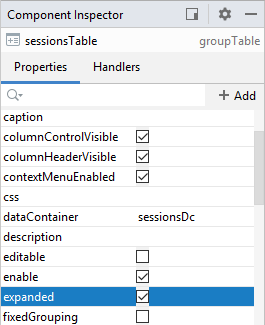 Component Inspector
sessionsTable groupTable
Properties Handlers
+ Add
caption
columnControlVisible
columnHeaderVisible
contextMenuEnabled
css
dataContainer sessionsDc
description
editable
enable
expanded
fixedGrouping